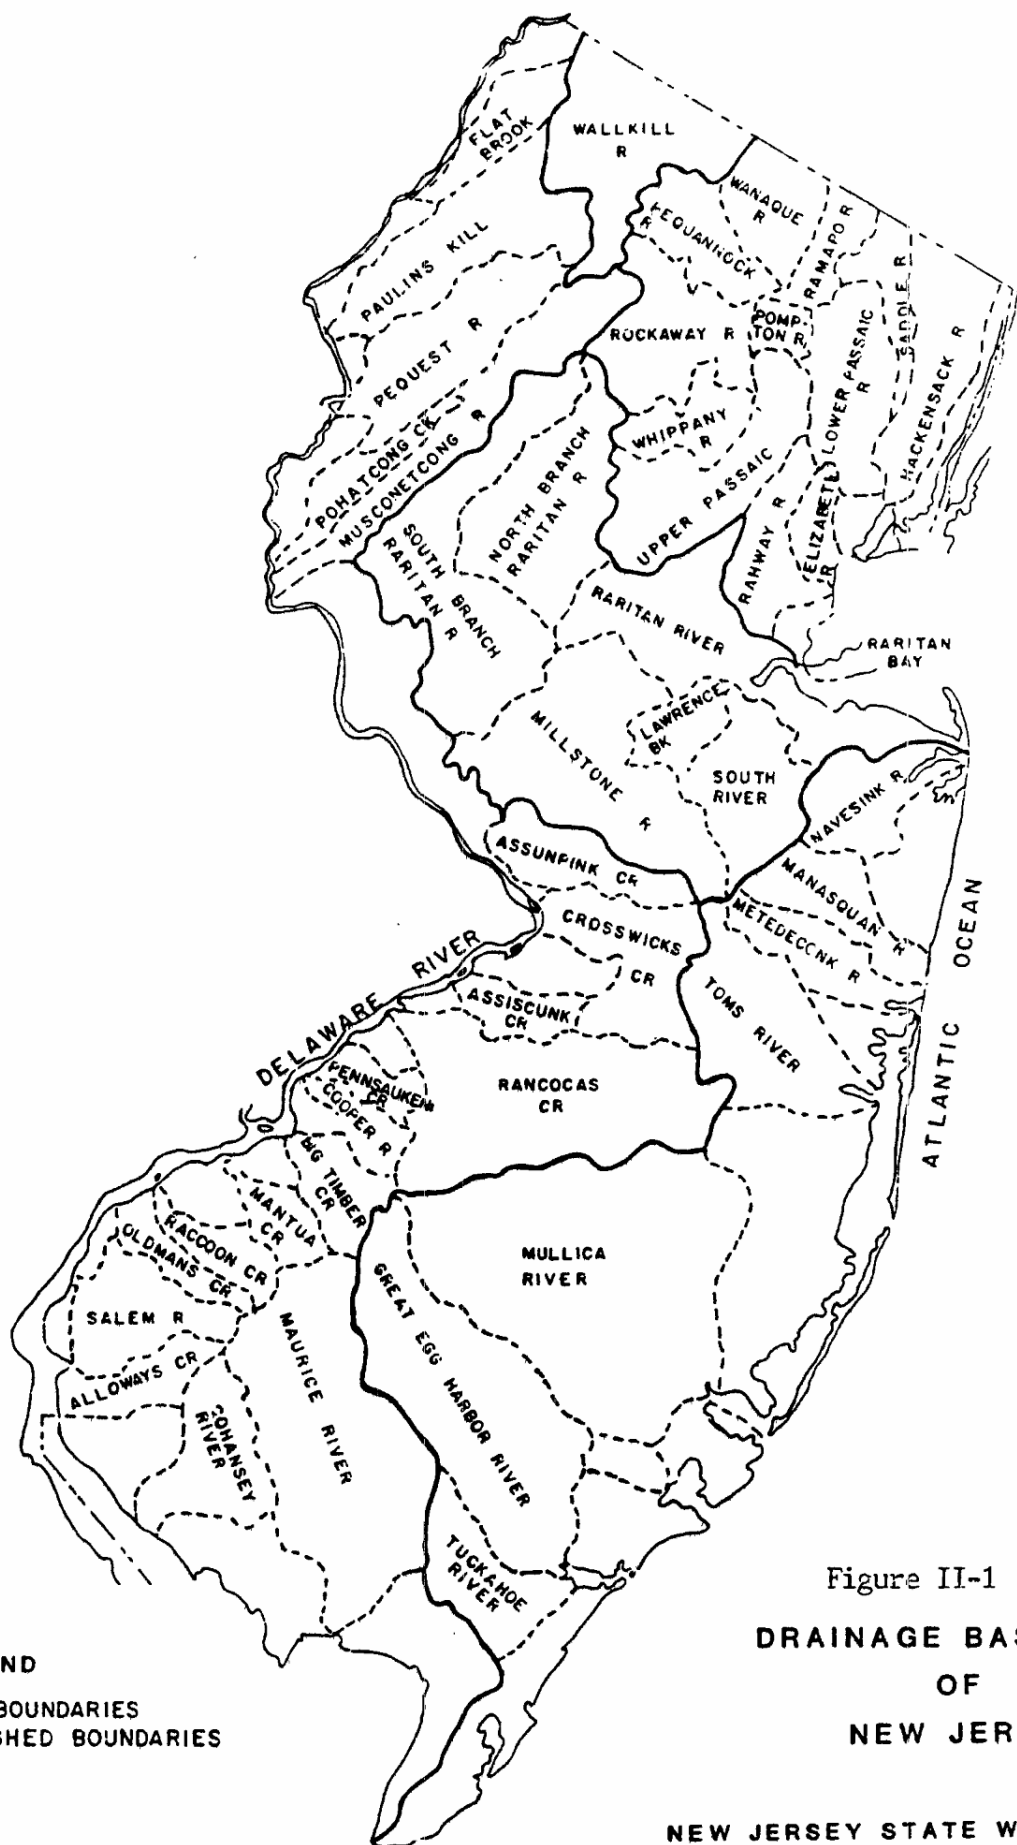 FLAT
BROOK
WALLKILL
R
WANAQUE
R
PEQUANNOCK
R
RAMAPO R
SADDLE R
PAULINS KILL
PEQUEST R
ROCKAWAY R
POMP-
TON R
LOWER PASSAIC
R
HACKENSACK R
POHATCONG CK
MUSCONETCONG R
WHIPPANY
R
UPPER PASSAIC
NORTH BRANCH
RARITAN R
SOUTH BRANCH
RARITAN R
RAHWAY R
ELIZABETH
R
RARITAN RIVER
RARITAN
BAY
MILLSTONE R
LAWRENCE
BK
SOUTH
RIVER
NAVESINK R
ASSUNPINK CR
MANASQUAN R
CROSSWICKS
CR
METEDECONK R
DELAWARE RIVER
ASSISCUNK
CR
TOMS RIVER
ATLANTIC OCEAN
PENNSAUKEN
CR
COOPER R
RANCOCAS
CR
BIG TIMBER
CR
MANTUA
CR
RACCOON CR
OLDMANS CR
MULLICA
RIVER
SALEM R
GREAT EGG HARBOR RIVER
MAURICE RIVER
ALLOWAYS CR
COHANSEY
RIVER
TUCKAHOE
RIVER
Figure II-1
DRAINAGE BAS
OF
NEW JER
ND
BOUNDARIES
SHED BOUNDARIES
NEW JERSEY STATE W